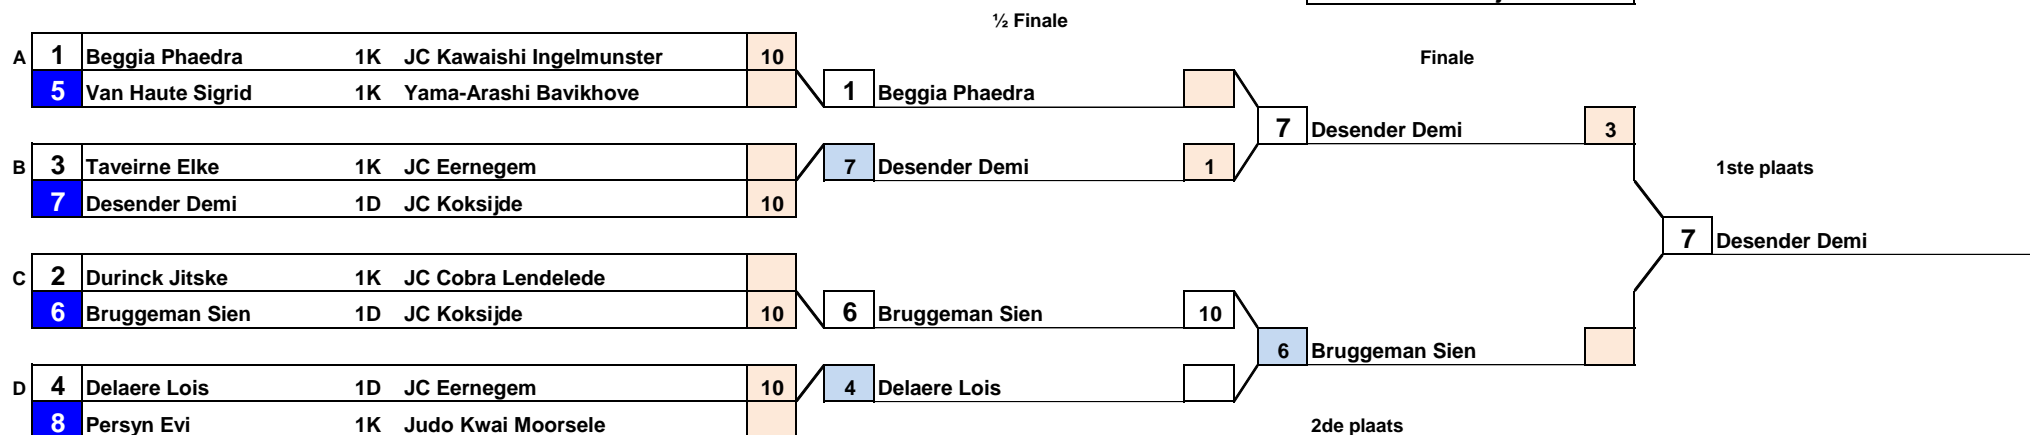 ½ Finale
A 1 Beggia Phaedra 1K JC Kawaishi Ingelmunster 10
Finale
5 Van Haute Sigrid 1K Yama-Arashi Bavikhove
1 Beggia Phaedra
7 Desender Demi 3
B 3 Taveirne Elke 1K JC Eernegem
7 Desender Demi 1
1ste plaats
7 Desender Demi 1D JC Koksijde 10
7 Desender Demi
C 2 Durinck Jitske 1K JC Cobra Lendelede
6 Bruggeman Sien 1D JC Koksijde 10
6 Bruggeman Sien 10
6 Bruggeman Sien
D 4 Delaere Lois 1D JC Eernegem 10
4 Delaere Lois
8 Persyn Evi 1K Judo Kwai Moorsele
2de plaats